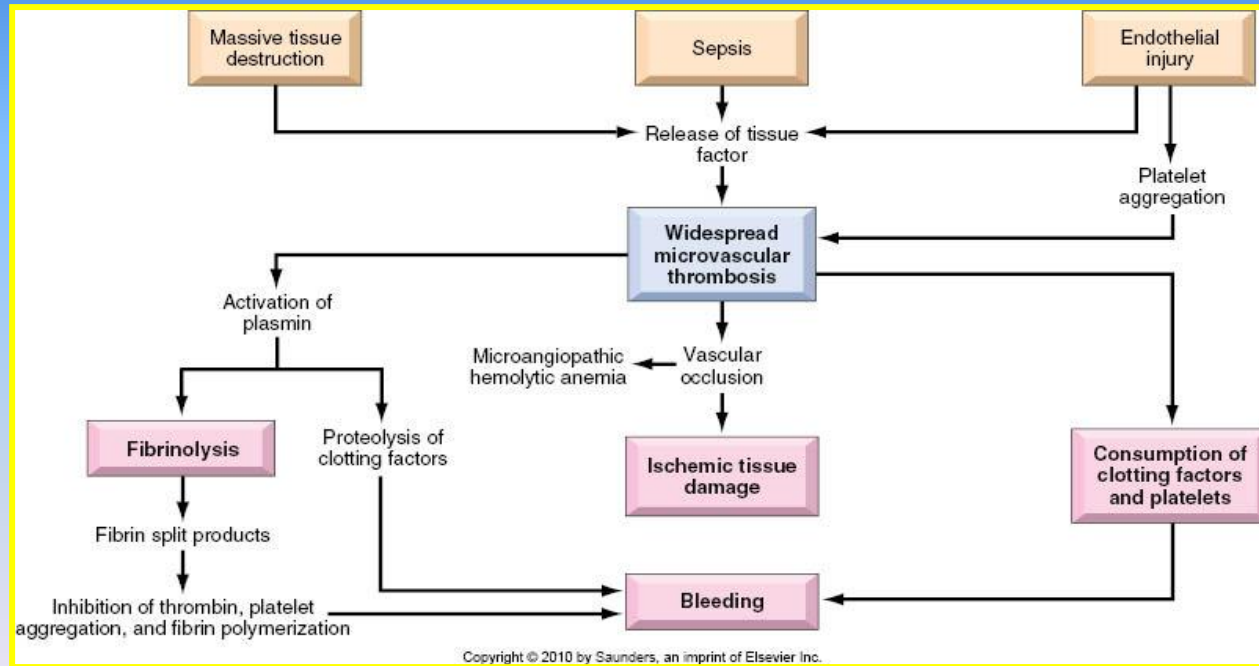 Massive tissue
destruction
Sepsis
Endothelial
injury
Release of tissue
factor
Platelet
aggregation
Widespread
microvascular
thrombosis
Activation of
plasmin
Microangiopathic
hemolytic anemia
Vascular
occlusion
Fibrinolysis
Proteolysis of
clotting factors
Ischemic tissue
damage
Consumption of
clotting factors
and platelets
Fibrin split products
Inhibition of thrombin, platelet
aggregation, and fibrin polymerization
Bleeding
Copyright © 2010 by Saunders, an imprint of Elsevier Inc.